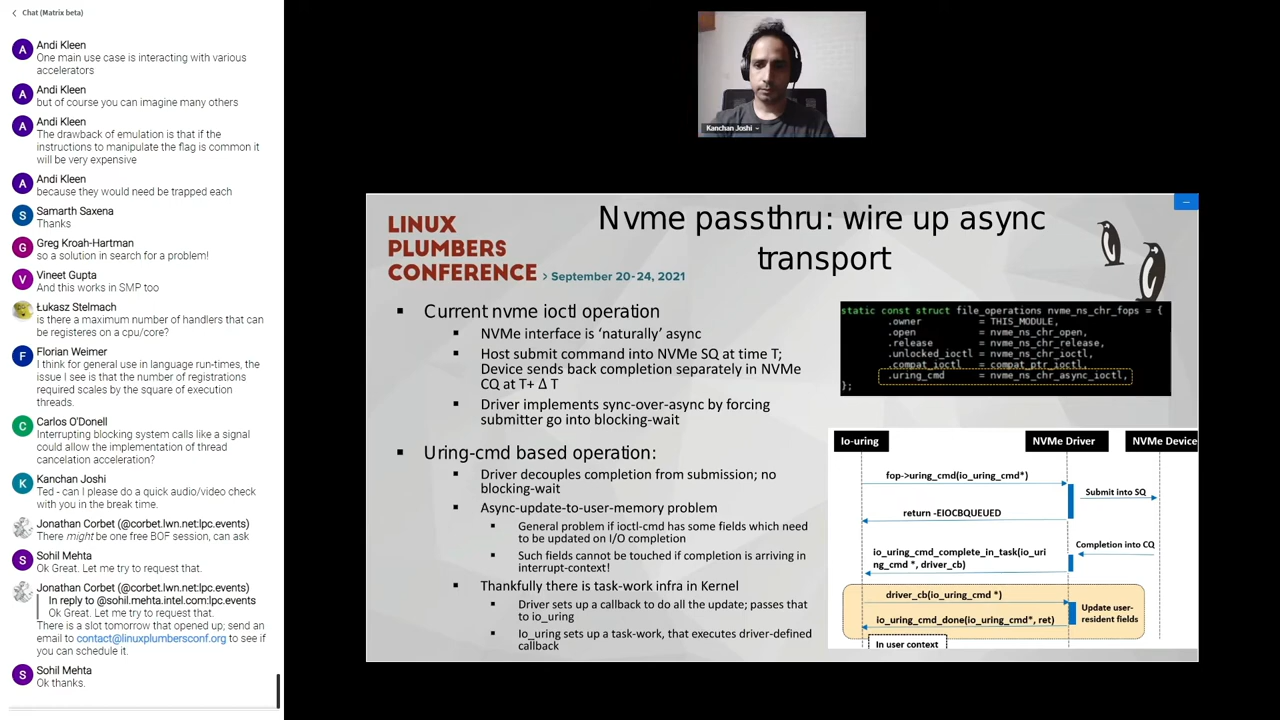 Chat (Matrix beta)
A
Andi Kleen
One main use case is interacting with various
accelerators
A
Andi Kleen
but of course you can imagine many others
A
Andi Kleen
The drawback of emulation is that if the
instructions to manipulate the flag is common it
will be very expensive
A
Andi Kleen
because they would need be trapped each
S
Samarth Saxena
Thanks
G
Greg Kroah-Hartman
so a solution in search for a problem!
V
Vineet Gupta
And this works in SMP too
Łukasz Stelmach
is there a maximum number of handlers that can
be registeres on a cpu/core?
F
Florian Weimer
I think for general use in language run-times, the
issue I see is that the number of registrations
required scales by the square of execution
threads.
C
Carlos O'Donell
Interrupting blocking system calls like a signal
could allow the implementation of thread
cancelation acceleration?
K
Kanchan Joshi
Ted - can I please do a quick audio/video check
with you in the break time.
Jonathan Corbet (@corbet.lwn.net:lpc.events)
There might be one free BOF session, can ask
S
Sohil Mehta
Ok Great. Let me try to request that.
Jonathan Corbet (@corbet.lwn.net:lpc.events)
In reply to @sohil.mehta.intel.com:lpc.events
Ok Great. Let me try to request that.
There is a slot tomorrow that opened up; send an
email to contact@linuxplumbersconf.org to see if
you can schedule it.
S
Sohil Mehta
Ok thanks.
Kanchan Joshi
LINUX
PLUMBERS
CONFERENCE > September 20-24, 2021
Nvme passthru: wire up async
transport
▪ Current nvme ioctl operation
▪ NVMe interface is ‘naturally’ async
▪ Host submit command into NVMe SQ at time T;
Device sends back completion separately in NVMe
CQ at T+ Δ T
▪ Driver implements sync-over-async by forcing
submitter go into blocking-wait
▪ Uring-cmd based operation:
▪ Driver decouples completion from submission; no
blocking-wait
▪ Async-update-to-user-memory problem
▪ General problem if ioctl-cmd has some fields which need
to be updated on I/O completion
▪ Such fields cannot be touched if completion is arriving in
interrupt-context!
▪ Thankfully there is task-work infra in Kernel
▪ Driver sets up a callback to do all the update; passes that
to io_uring
▪ Io_uring sets up a task-work, that executes driver-defined
callback
static const struct file_operations nvme_ns_chr_fops = {
.owner = THIS_MODULE,
.open = nvme_ns_chr_open,
.release = nvme_ns_chr_release,
.unlocked_ioctl = nvme_ns_chr_ioctl,
.compat_ioctl = compat_ptr_ioctl,
.uring_cmd = nvme_ns_chr_async_ioctl,
};
Io-uring
NVMe Driver
NVMe Device
fop->uring_cmd(io_uring_cmd*)
Submit into SQ
return -EIOCBQUEUED
Completion into CQ
io_uring_cmd_complete_in_task(io_uri
ng_cmd *, driver_cb)
driver_cb(io_uring_cmd *)
Update user-
resident fields
io_uring_cmd_done(io_uring_cmd*, ret)
In user context